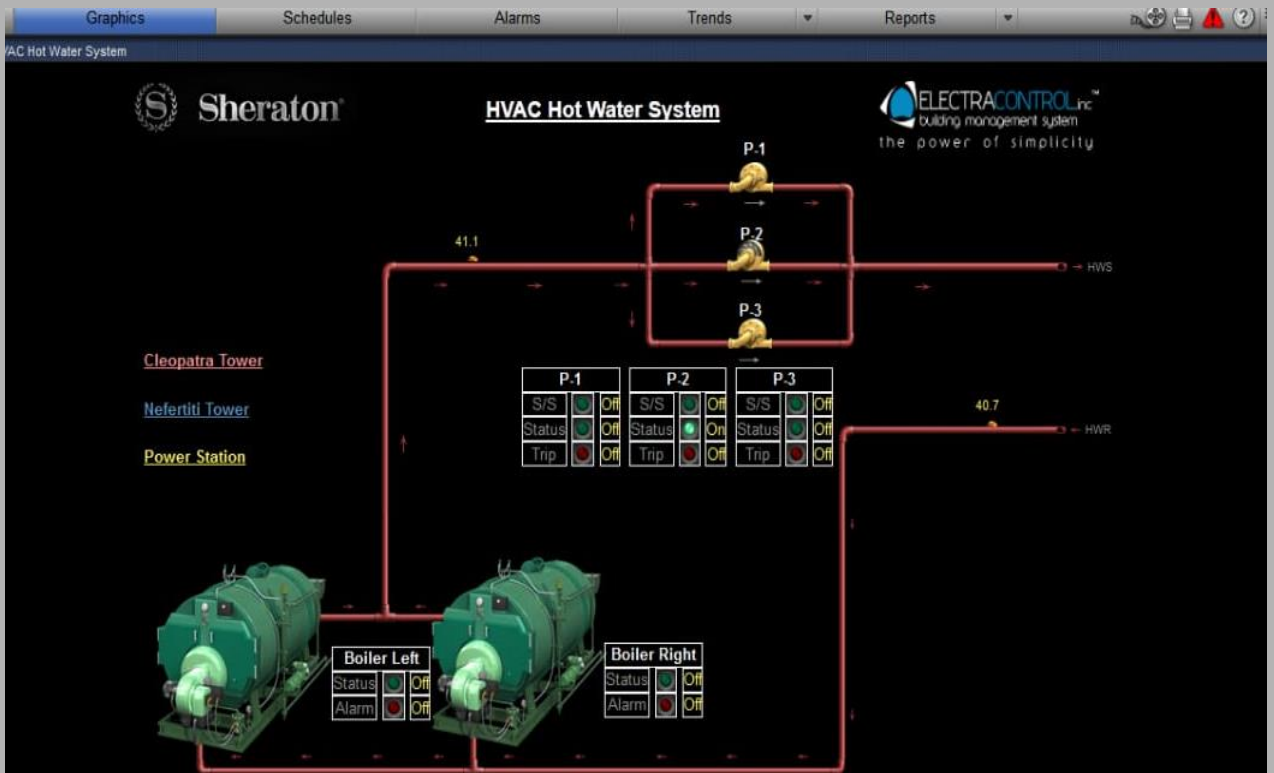 Graphics Schedules Alarms Trends Reports
/AC Hot Water System
S Sheraton
HVAC Hot Water System
ELECTRACONTROL inc™
building management system
the power of simplicity
P-1
41.1
P-2
HWS
P-3
Cleopatra Tower
Nefertiti Tower
Power Station
P-1
S/S Off
Status Off
Trip Off
P-2
S/S Off
Status On
Trip Off
P-3
S/S Off
Status Off
Trip Off
40.7
HWR
Boiler Left
Status Off
Alarm Off
Boiler Right
Status Off
Alarm Off